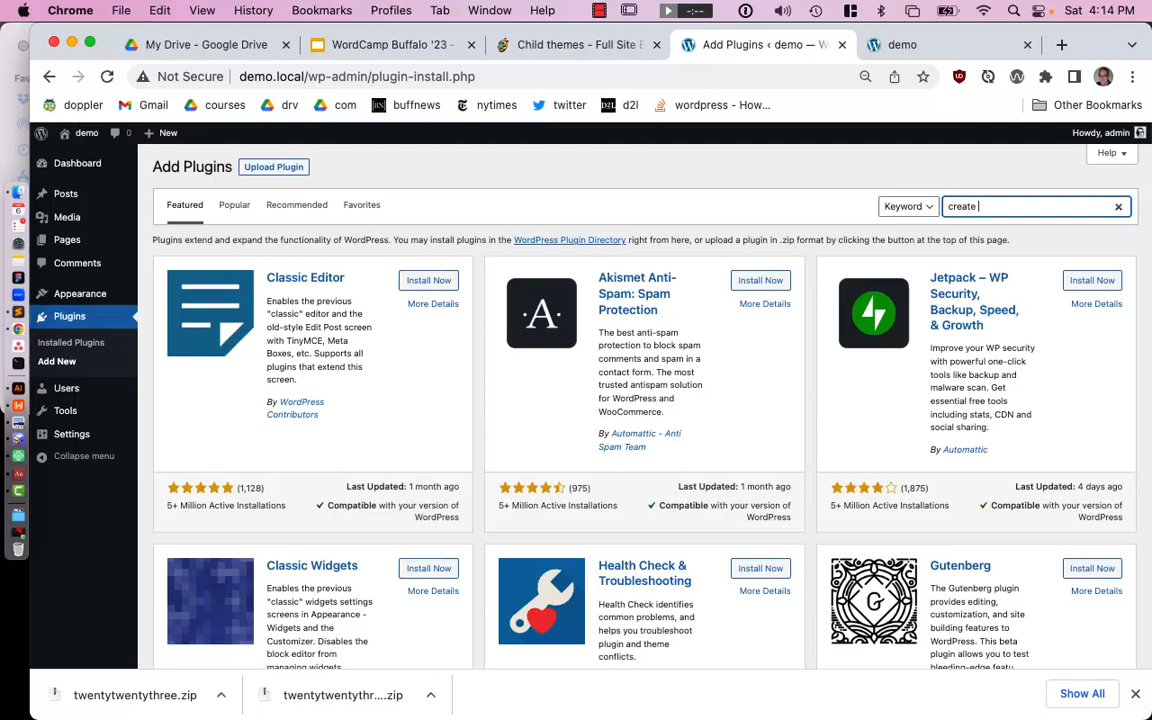 Chrome File Edit View History Bookmarks Profiles Tab Window Help -:-- Sat 4:14 PM
My Drive - Google Drive WordCamp Buffalo '23 - Child themes - Full Site E Add Plugins ‹ demo — W demo
Not Secure demo.local/wp-admin/plugin-install.php
doppler Gmail courses drv com BN buffnews nytimes twitter D2L d2l wordpress - How... Other Bookmarks
demo 0 New Howdy, admin
Dashboard
Posts
Media
Pages
Comments
Appearance
Plugins
Installed Plugins
Add New
Users
Tools
Settings
Collapse menu
Add Plugins Upload Plugin Help
Featured Popular Recommended Favorites Keyword create
Plugins extend and expand the functionality of WordPress. You may install plugins in the WordPress Plugin Directory right from here, or upload a plugin in .zip format by clicking the button at the top of this page.
Classic Editor
Install Now
More Details
Enables the previous
"classic" editor and the
old-style Edit Post screen
with TinyMCE, Meta
Boxes, etc. Supports all
plugins that extend this
screen.
By WordPress
Contributors
(1,128)
5+ Million Active Installations
Last Updated: 1 month ago
Compatible with your version of
WordPress
·A·
Akismet Anti-
Spam: Spam
Protection
Install Now
More Details
The best anti-spam
protection to block spam
comments and spam in a
contact form. The most
trusted antispam solution
for WordPress and
WooCommerce.
By Automattic - Anti
Spam Team
(975)
5+ Million Active Installations
Last Updated: 1 month ago
Compatible with your version of
WordPress
Jetpack – WP
Security,
Backup, Speed,
& Growth
Install Now
More Details
Improve your WP security
with powerful one-click
tools like backup and
malware scan. Get
essential free tools
including stats, CDN and
social sharing.
By Automattic
(1,875)
5+ Million Active Installations
Last Updated: 4 days ago
Compatible with your version of
WordPress
Classic Widgets
Install Now
More Details
Enables the previous
"classic" widgets settings
screens in Appearance -
Widgets and the
Customizer. Disables the
block editor from
managing widgets
Health Check &
Troubleshooting
Install Now
More Details
Health Check identifies
common problems, and
helps you troubleshoot
plugin and theme
conflicts.
G
Gutenberg
Install Now
More Details
The Gutenberg plugin
provides editing,
customization, and site
building features to
WordPress. This beta
plugin allows you to test
bleeding-edge
twentytwentythree.zip twentytwentythr....zip Show All